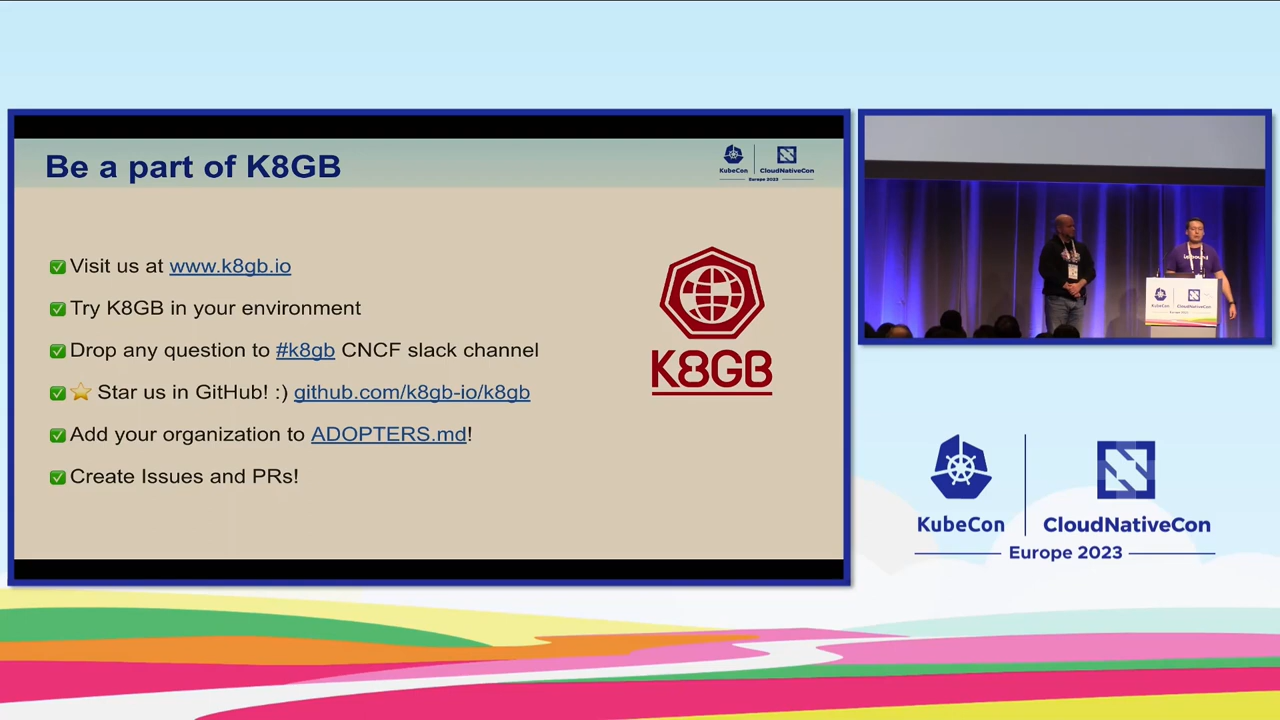 Be a part of K8GB
KubeCon
CloudNativeCon
Europe 2023
✅ Visit us at www.k8gb.io
✅ Try K8GB in your environment
✅ Drop any question to #k8gb CNCF slack channel
✅ ⭐ Star us in GitHub! :) github.com/k8gb-io/k8gb
✅ Add your organization to ADOPTERS.md!
✅ Create Issues and PRs!
K8GB
KubeCon
CloudNativeCon
Europe 2023